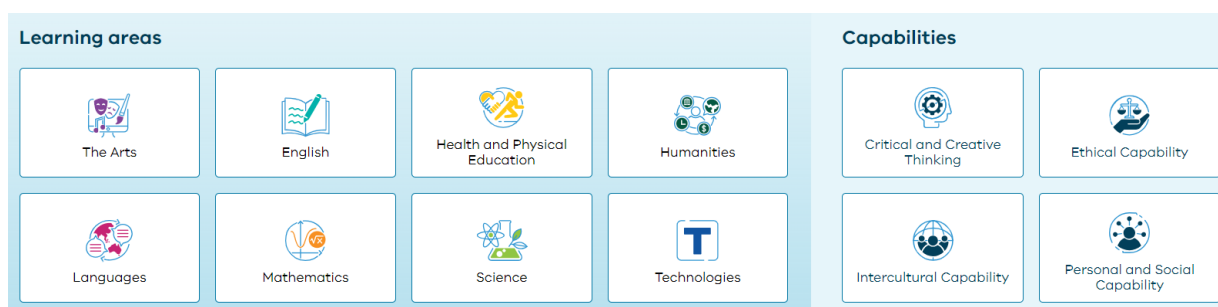 Learning areas
The Arts
English
Health and Physical
Education
Humanities
Languages
Mathematics
√x
Science
T
Technologies
Capabilities
Critical and Creative
Thinking
Ethical Capability
Intercultural Capability
Personal and Social
Capability